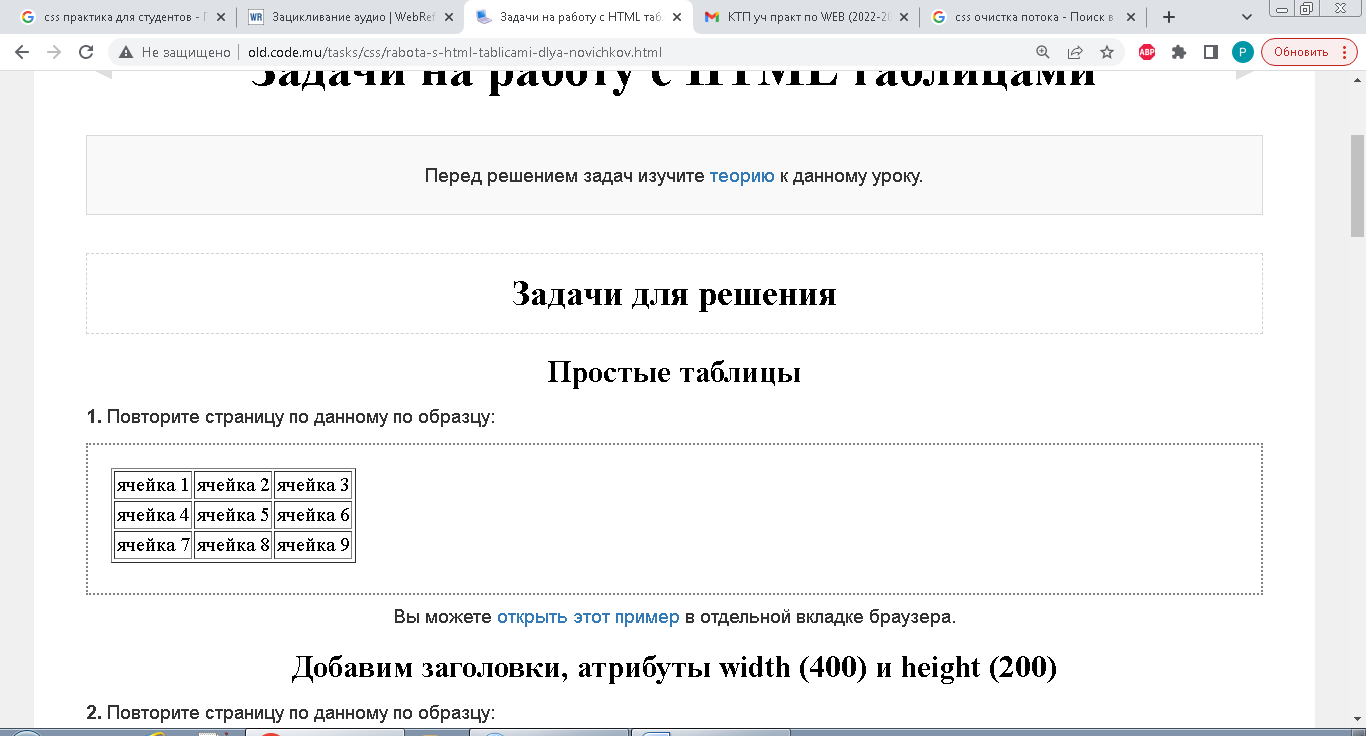 css практика для студентов - Г
Зацикливание аудио | WebRef
Задачи на работу с HTML таб
КТП уч практ по WEB (2022-20
css очистка потока - Поиск в
Не защищено
old.code.mu/tasks/css/rabota-s-html-tablicami-dlya-novichkov.html
ABP
P
Обновить
Задачи на работу с HTML таблицами
Перед решением задач изучите теорию к данному уроку.
Задачи для решения
Простые таблицы
1. Повторите страницу по данному по образцу:
ячейка 1 ячейка 2 ячейка 3
ячейка 4 ячейка 5 ячейка 6
ячейка 7 ячейка 8 ячейка 9
Вы можете открыть этот пример в отдельной вкладке браузера.
Добавим заголовки, атрибуты width (400) и height (200)
2. Повторите страницу по данному по образцу: